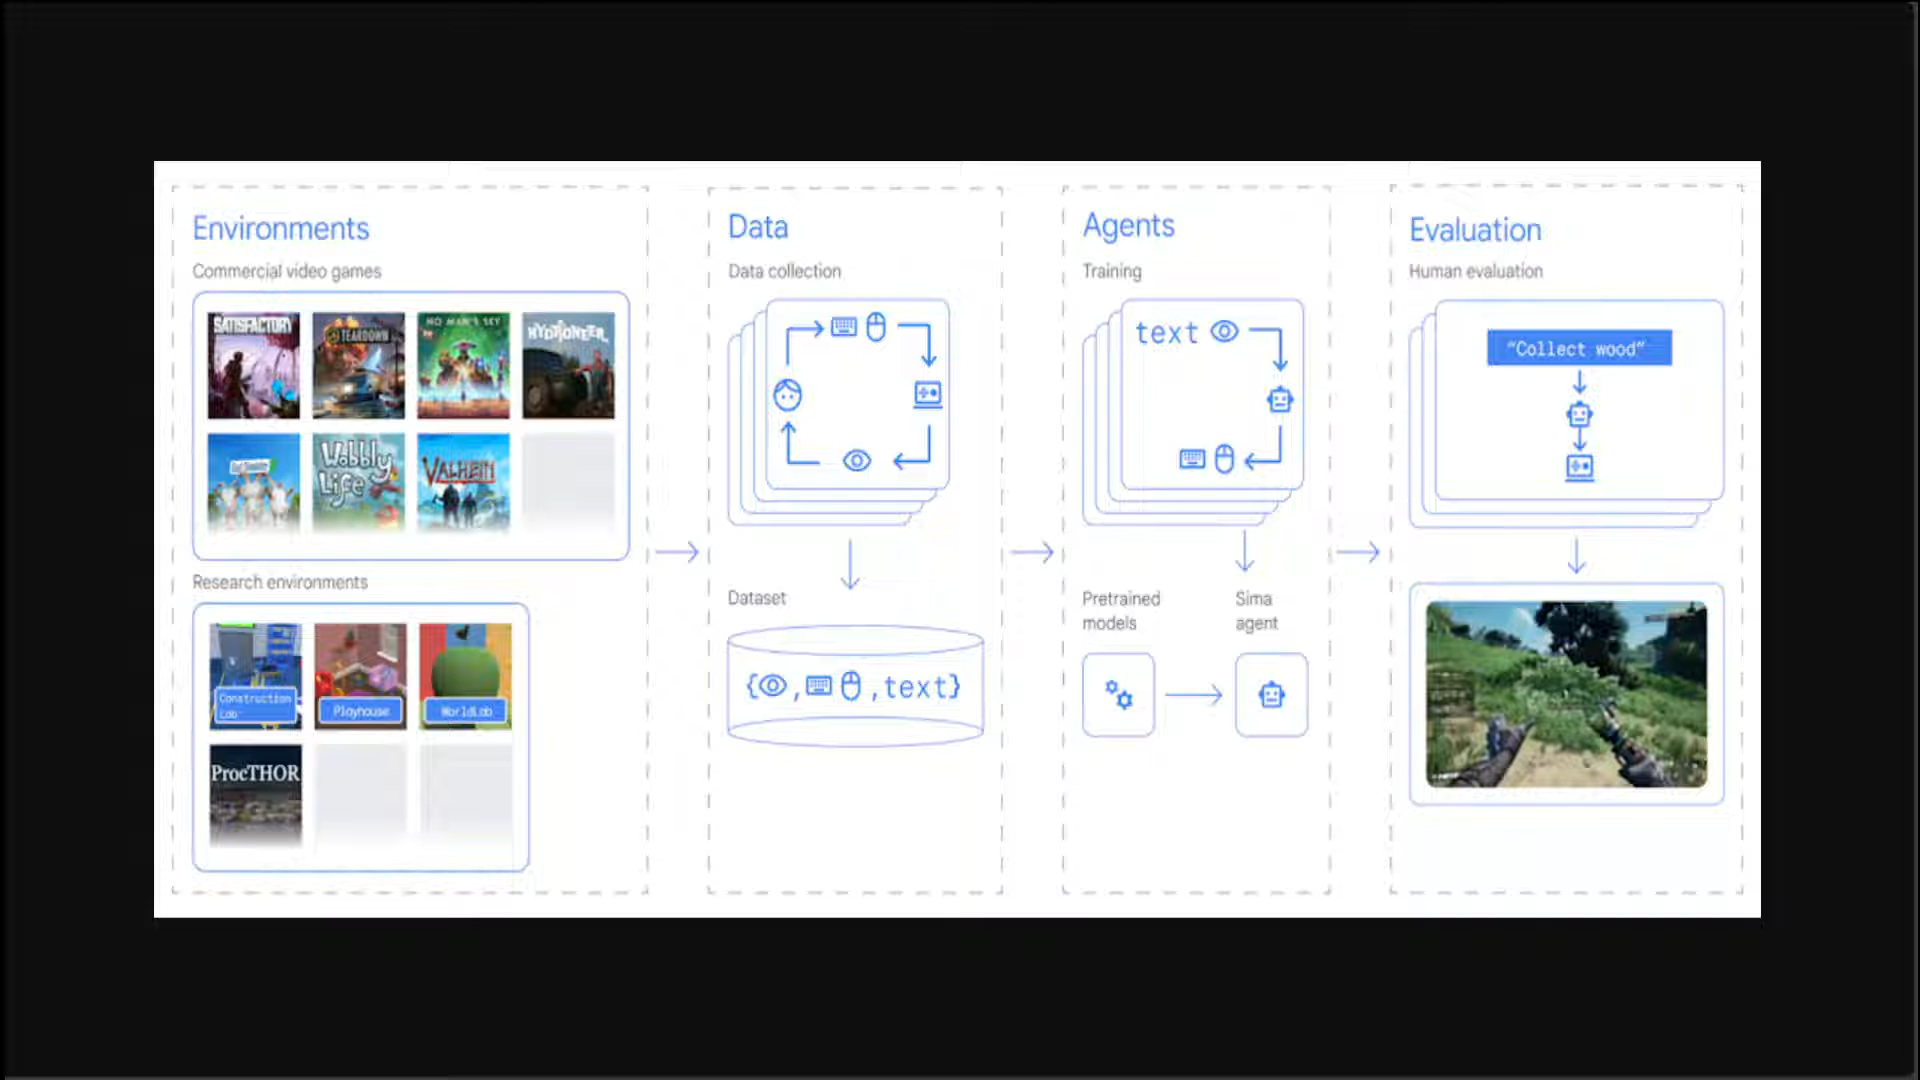 Environments
Commercial video games
SATISFACTORY
TEARDOWN
NO MAN'S SKY
HYDRONEER
Wobbly
Life
VALHEIM
Research environments
Construction
Lab
Playhouse
WorldLab
ProcTHOR
Data
Data collection
Dataset
{ , ,text}
Agents
Training
text
Pretrained
models
Sima
agent
Evaluation
Human evaluation
“Collect wood”